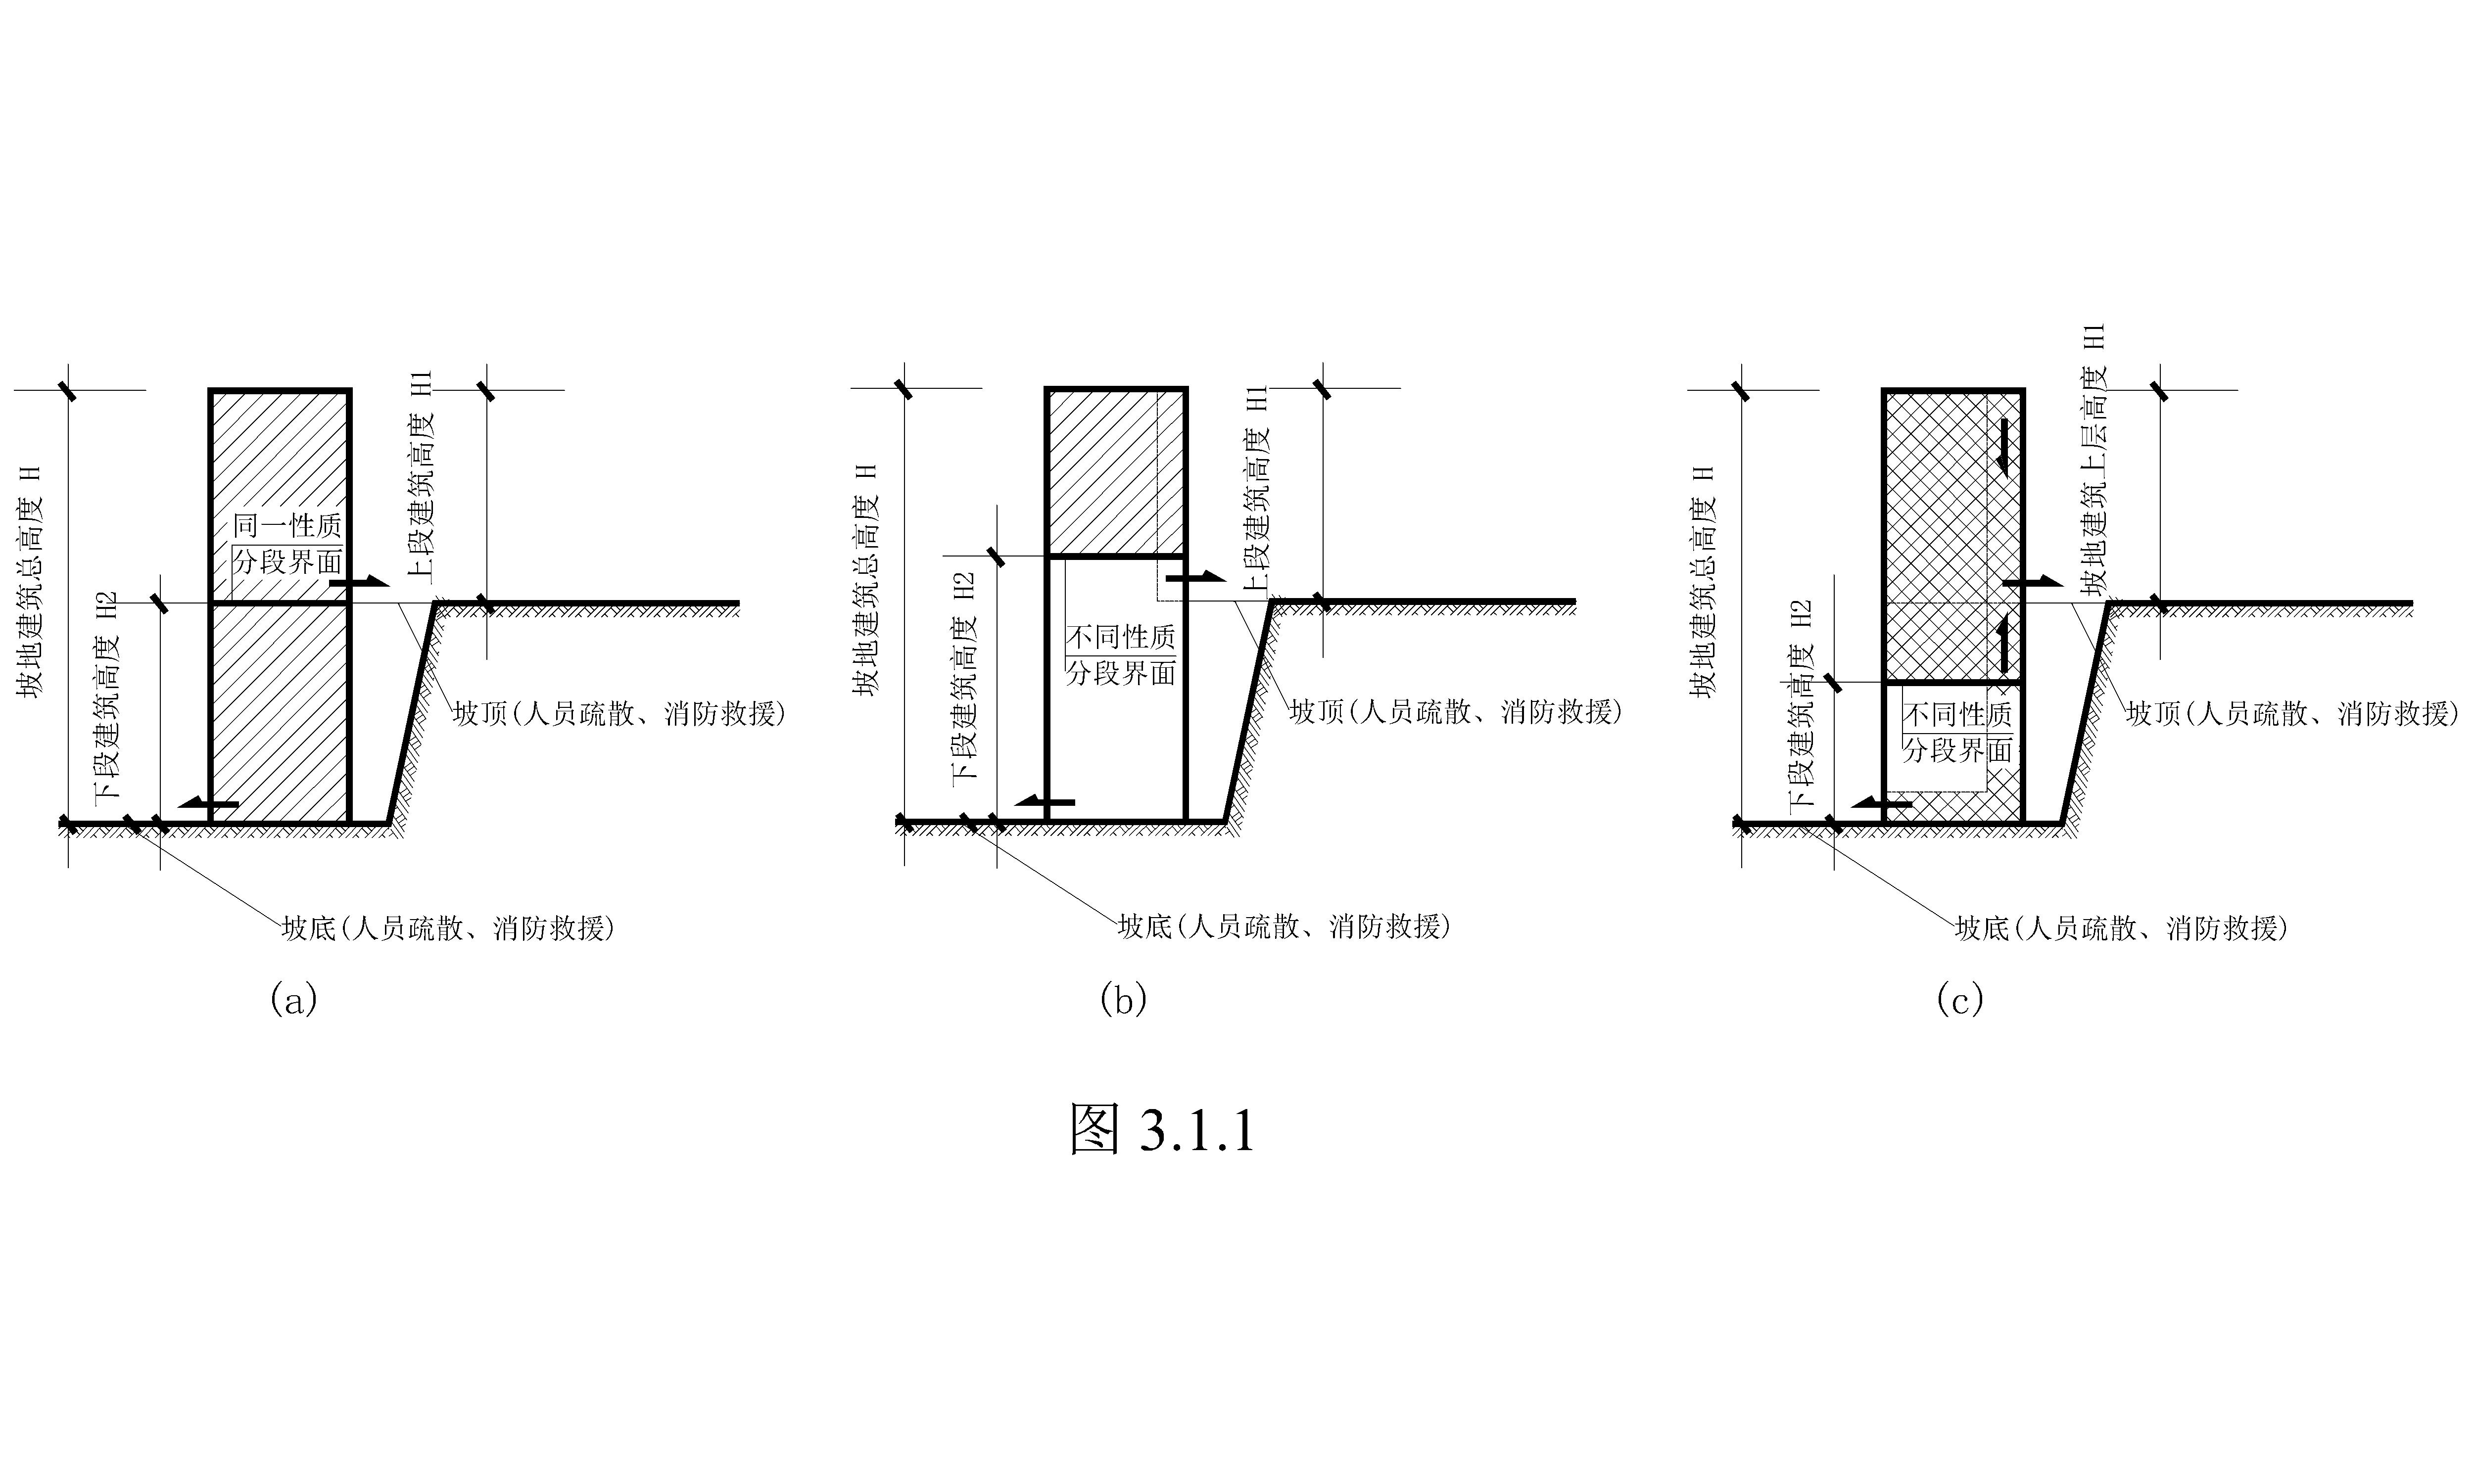 坡地建筑总高度 H
下段建筑高度 H2
同一性质
分段界面
上段建筑高度 H1
坡顶(人员疏散、消防救援)
坡底(人员疏散、消防救援)
(a)
坡地建筑总高度 H
下段建筑高度 H2
不同性质
分段界面
上段建筑高度 H1
坡顶(人员疏散、消防救援)
坡底(人员疏散、消防救援)
(b)
坡地建筑总高度 H
下段建筑高度 H2
不同性质
分段界面
坡地建筑上层高度 H1
坡顶(人员疏散、消防救援)
坡底(人员疏散、消防救援)
(c)
图 3.1.1